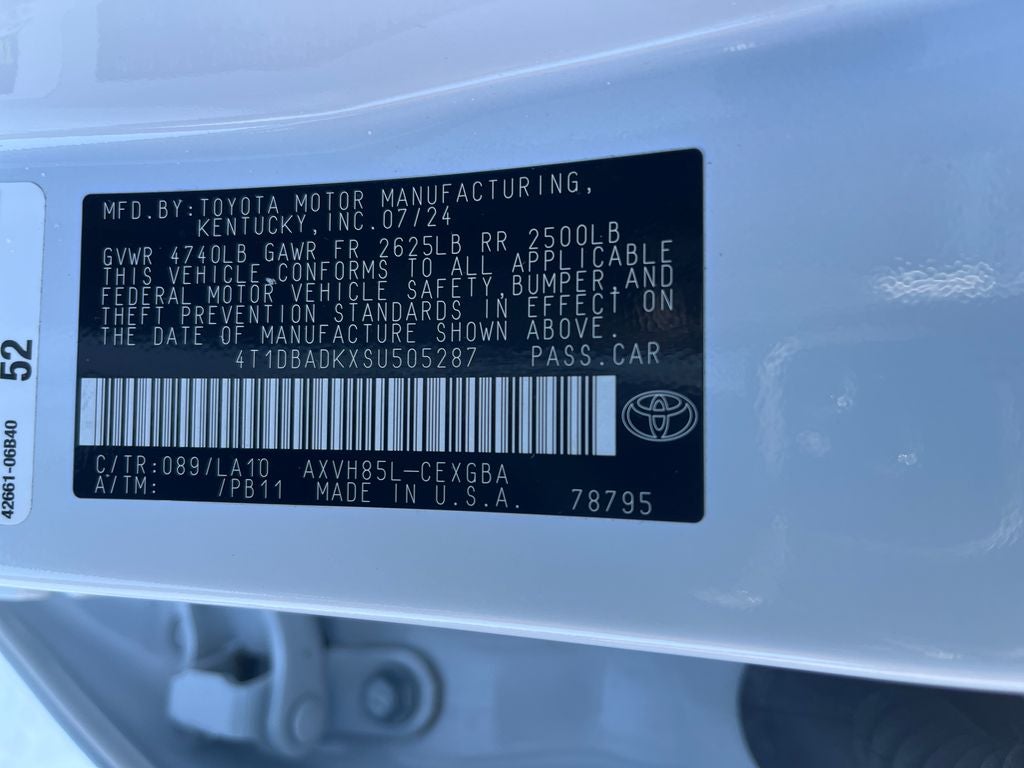 MFD.BY:TOYOTA MOTOR MANUFACTURING,
KENTUCKY,INC.07/24
GVWR 4740LB GAWR FR 2625LB RR 2500LB
THIS VEHICLE CONFORMS TO ALL APPLICABLE
FEDERAL MOTOR VEHICLE SAFETY,BUMPER,AND
THEFT PREVENTION STANDARDS IN EFFECT ON
THE DATE OF MANUFACTURE SHOWN ABOVE.
4T1DBADKXSU505287 PASS.CAR
C/TR:089/LA10 AXVH85L-CEXGBA
A/TM: /PB11 MADE IN U.S.A. 78795
52
42661-06B40